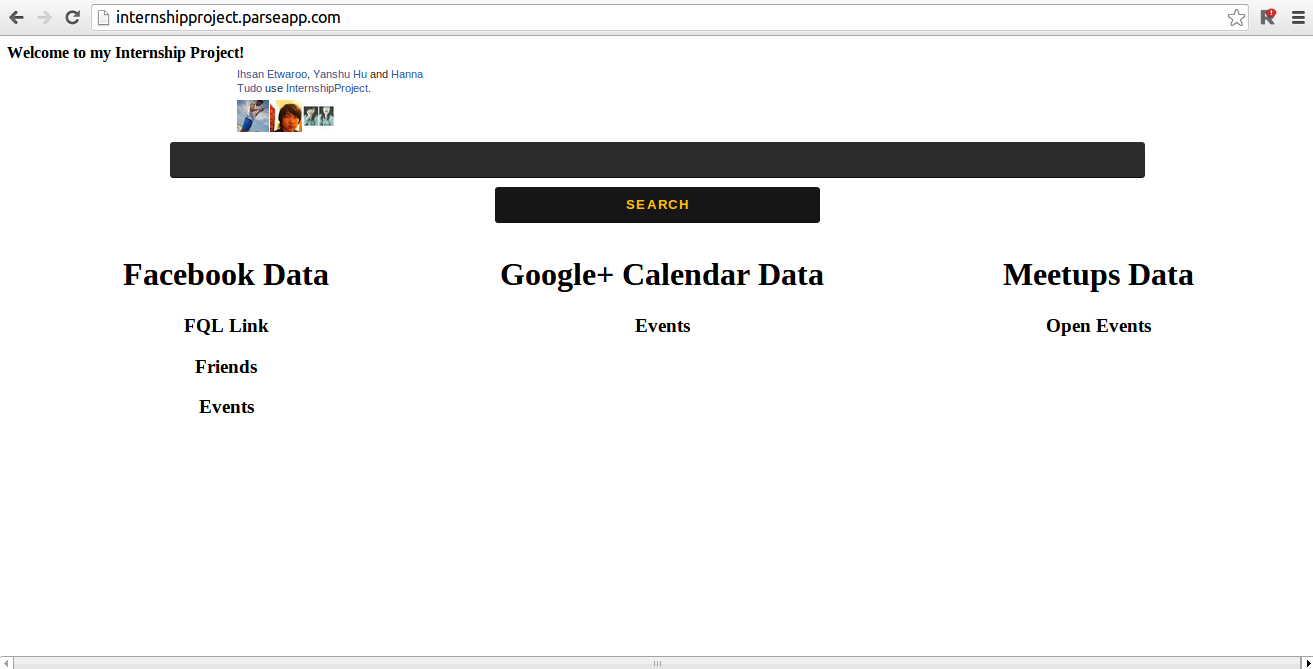 internshipproject.parseapp.com
Welcome to my Internship Project!
Ihsan Etwaroo, Yanshu Hu and Hanna
Tudo use InternshipProject.
SEARCH
Facebook Data Google+ Calendar Data Meetups Data
FQL Link Events Open Events
Friends
Events